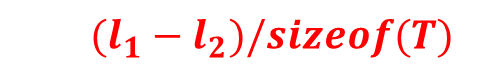 (l₁ − l₂)/sizeof(T)